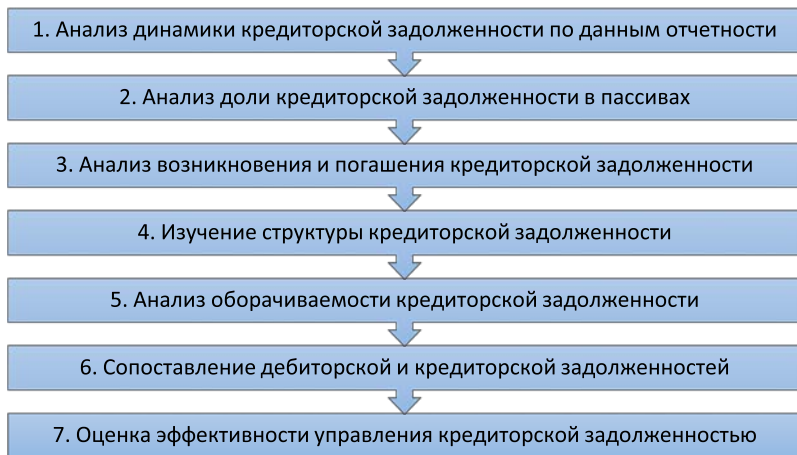 1. Анализ динамики кредиторской задолженности по данным отчетности
2. Анализ доли кредиторской задолженности в пассивах
3. Анализ возникновения и погашения кредиторской задолженности
4. Изучение структуры кредиторской задолженности
5. Анализ оборачиваемости кредиторской задолженности
6. Сопоставление дебиторской и кредиторской задолженностей
7. Оценка эффективности управления кредиторской задолженностью